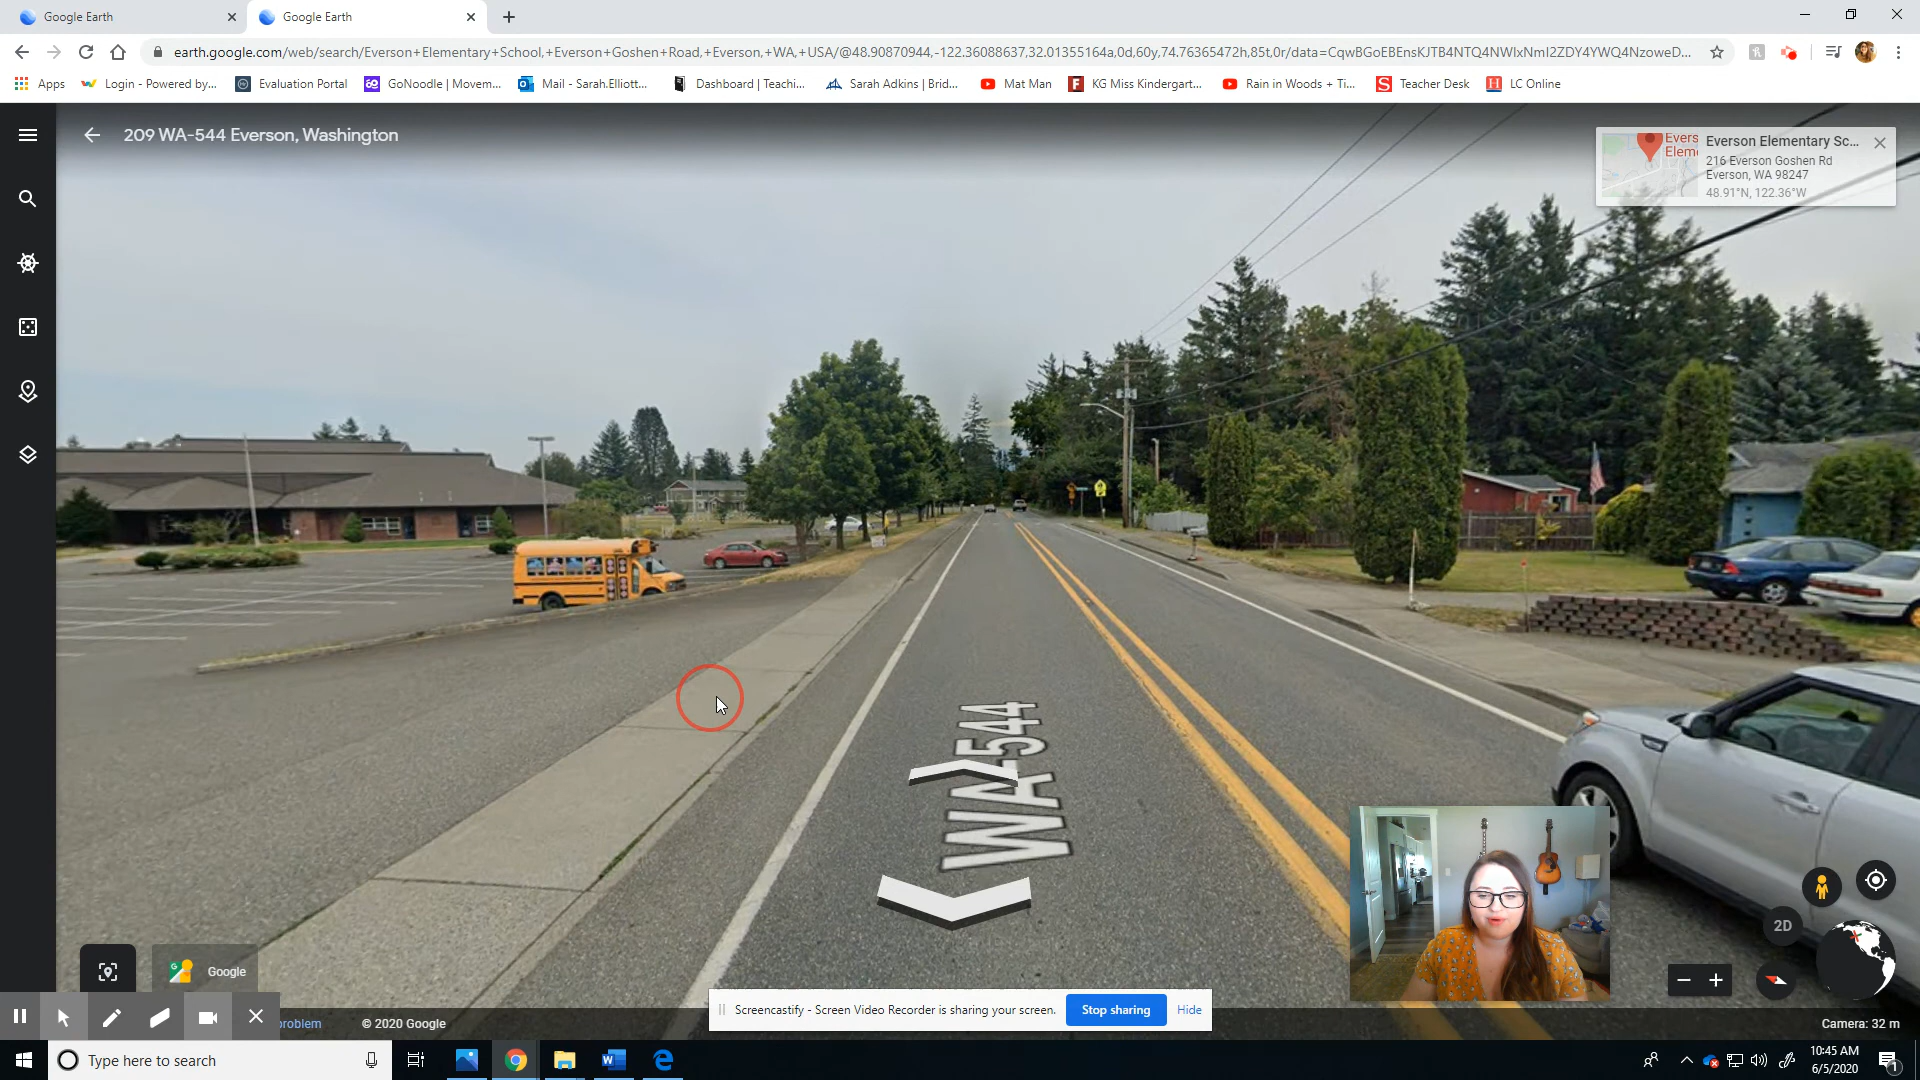 Google Earth
Google Earth
earth.google.com/web/search/Everson+Elementary+School,+Everson+Goshen+Road,+Everson,+WA,+USA/@48.90870944,-122.36088637,32.01355164a,0d,60y,74.76365472h,85t,0r/data=CqwBGoEBEnsKJTB4NTQ4NWIxNmI2ZDY4YWQ4NzoweD...
Apps
Login - Powered by...
Evaluation Portal
GoNoodle | Movem...
Mail - Sarah.Elliott...
Dashboard | Teachi...
Sarah Adkins | Brid...
Mat Man
KG Miss Kindergart...
Rain in Woods + Ti...
Teacher Desk
LC Online
209 WA-544 Everson, Washington
Evers
Elem
Everson Elementary Sc...
216 Everson Goshen Rd
Everson, WA 98247
48.91°N, 122.36°W
WA-544
2D
Google
Screencastify - Screen Video Recorder is sharing your screen.
Stop sharing
Hide
problem
© 2020 Google
Camera: 32 m
Type here to search
10:45 AM
6/5/2020
1